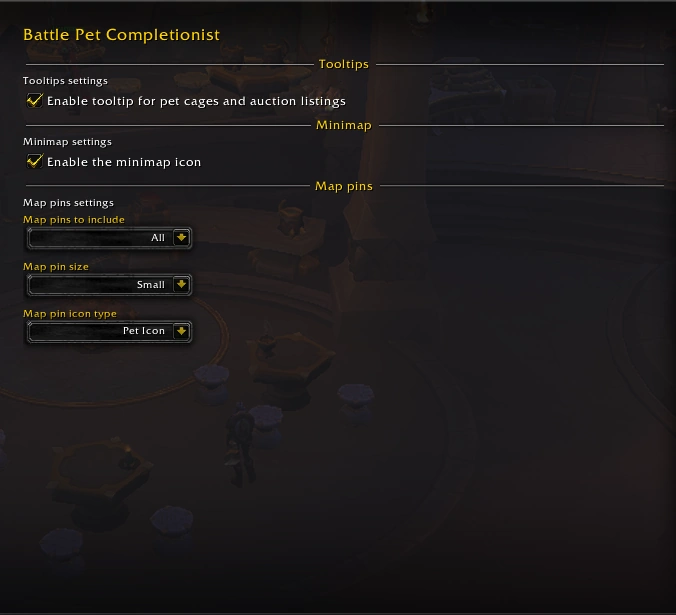 Battle Pet Completionist
Tooltips
Tooltips settings
Enable tooltip for pet cages and auction listings
Minimap
Minimap settings
Enable the minimap icon
Map pins
Map pins settings
Map pins to include
All
Map pin size
Small
Map pin icon type
Pet Icon